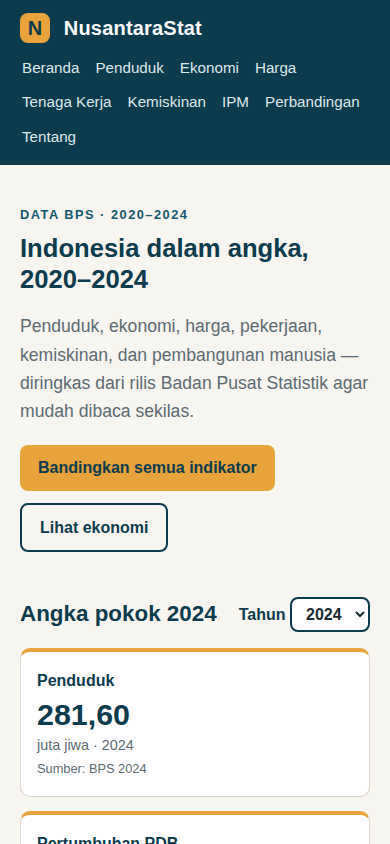 N NusantaraStat
Beranda Penduduk Ekonomi Harga
Tenaga Kerja Kemiskinan IPM Perbandingan
Tentang
DATA BPS · 2020–2024
Indonesia dalam angka,
2020–2024
Penduduk, ekonomi, harga, pekerjaan,
kemiskinan, dan pembangunan manusia —
diringkas dari rilis Badan Pusat Statistik agar
mudah dibaca sekilas.
Bandingkan semua indikator
Lihat ekonomi
Angka pokok 2024 Tahun 2024
Penduduk
281,60
juta jiwa · 2024
Sumber: BPS 2024
Pertumbuhan PDB